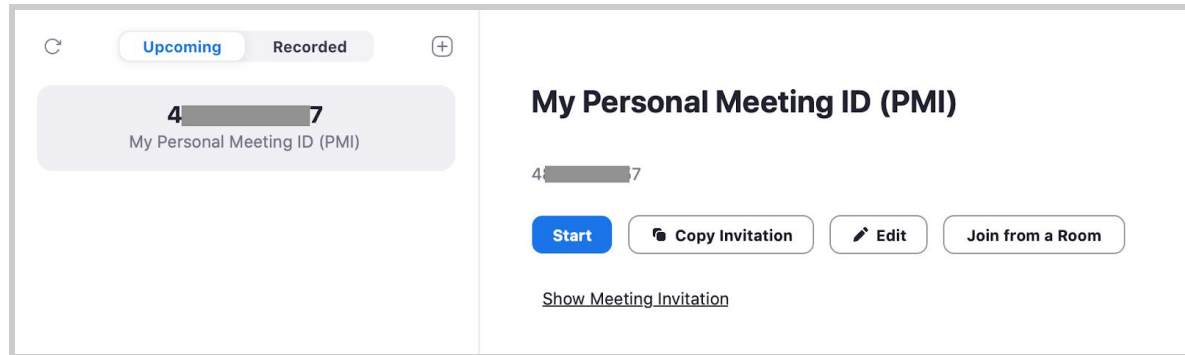 Upcoming Recorded
4 7
My Personal Meeting ID (PMI)
My Personal Meeting ID (PMI)
4 7
Start Copy Invitation Edit Join from a Room
Show Meeting Invitation